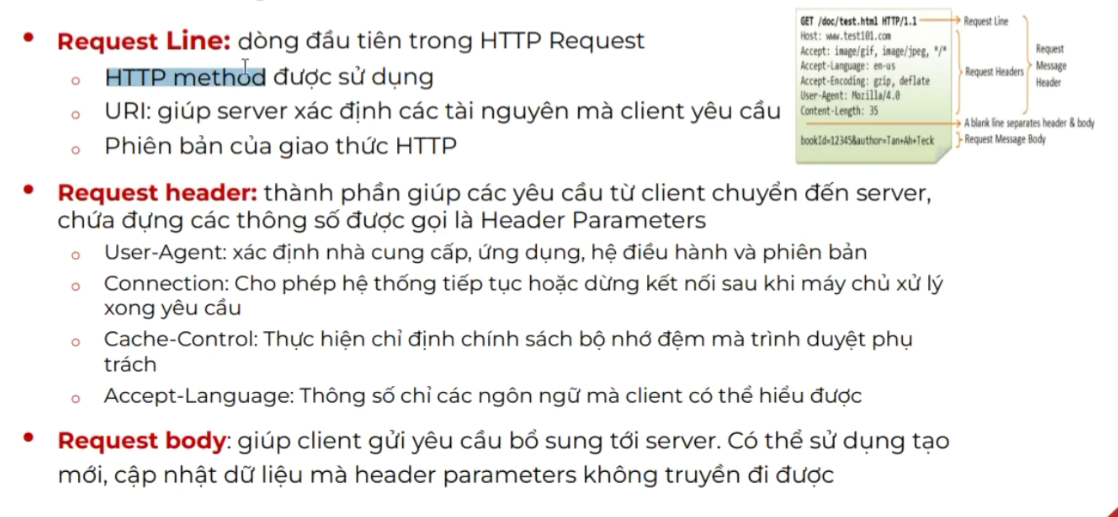 Request Line: dòng đầu tiên trong HTTP Request
HTTP method được sử dụng
URI: giúp server xác định các tài nguyên mà client yêu cầu
Phiên bản của giao thức HTTP
GET /doc/test.html HTTP/1.1
Host: www.test101.com
Accept: image/gif, image/jpeg, */*
Accept-Language: en-us
Accept-Encoding: gzip, deflate
User-Agent: Mozilla/4.0
Content-Length: 35
bookId=12345&author=Tan+Ah+Teck
Request Line
Request Headers
Request
Message
Header
A blank line separates header & body
Request Message Body
Request header: thành phần giúp các yêu cầu từ client chuyển đến server,
chứa đựng các thông số được gọi là Header Parameters
User-Agent: xác định nhà cung cấp, ứng dụng, hệ điều hành và phiên bản
Connection: Cho phép hệ thống tiếp tục hoặc dừng kết nối sau khi máy chủ xử lý
xong yêu cầu
Cache-Control: Thực hiện chỉ định chính sách bộ nhớ đệm mà trình duyệt phụ
trách
Accept-Language: Thông số chỉ các ngôn ngữ mà client có thể hiểu được
Request body: giúp client gửi yêu cầu bổ sung tới server. Có thể sử dụng tạo
mới, cập nhật dữ liệu mà header parameters không truyền đi được